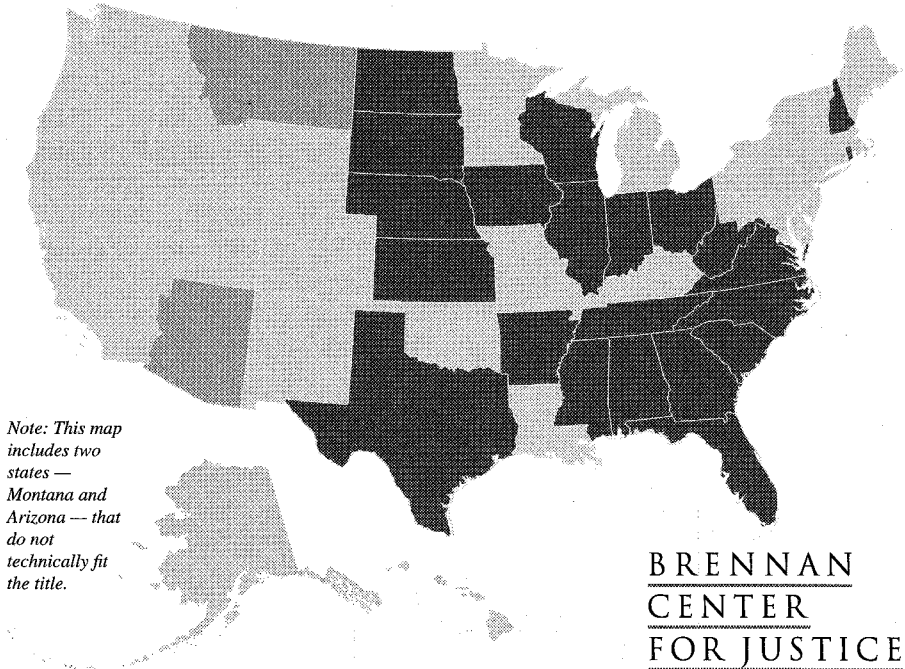 Note: This map
includes two
states —
Montana and
Arizona — that
do not
technically fit
the title.
BRENNAN
CENTER
FOR JUSTICE